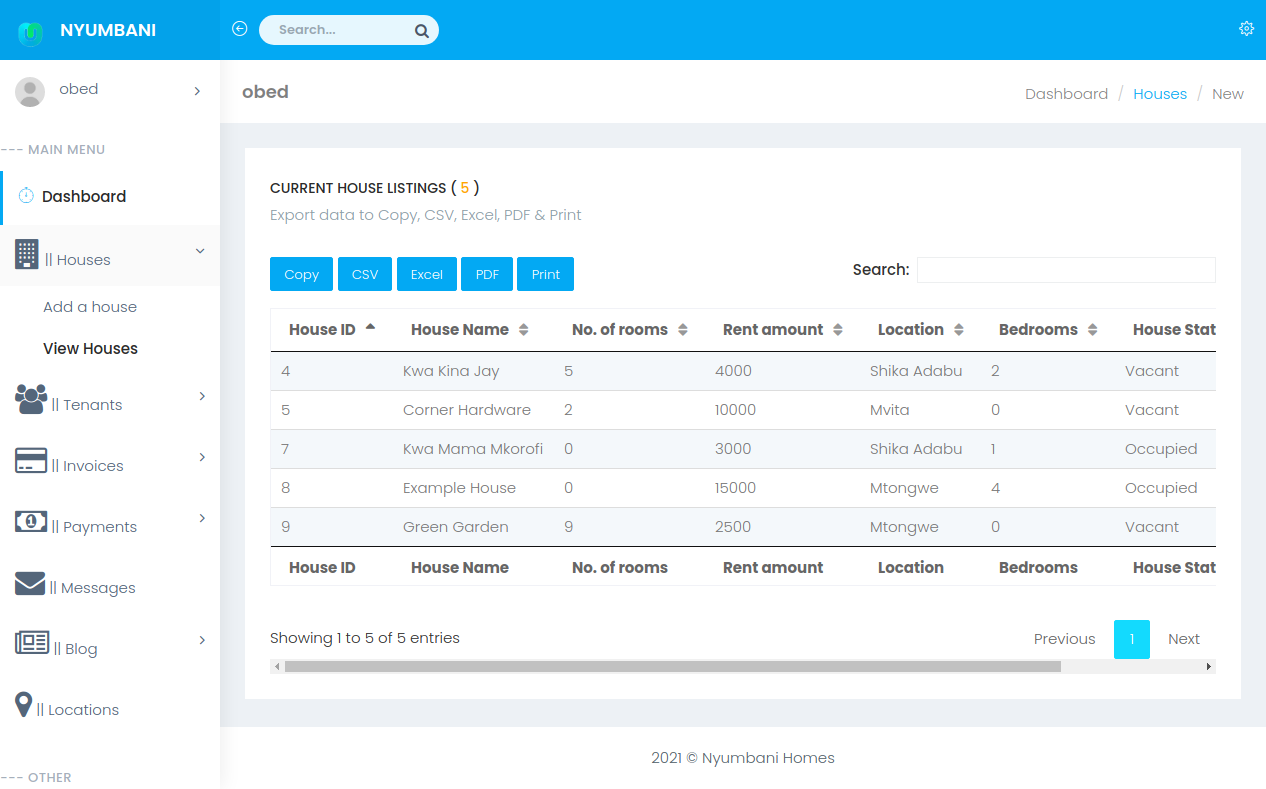 NYUMBANI
Search...
obed
--- MAIN MENU
Dashboard
|| Houses
Add a house
View Houses
|| Tenants
|| Invoices
|| Payments
|| Messages
|| Blog
|| Locations
--- OTHER
obed
Dashboard / Houses / New
CURRENT HOUSE LISTINGS ( 5 )
Export data to Copy, CSV, Excel, PDF & Print
Copy CSV Excel PDF Print
Search:
House ID House Name No. of rooms Rent amount Location Bedrooms House Stat
4 Kwa Kina Jay 5 4000 Shika Adabu 2 Vacant
5 Corner Hardware 2 10000 Mvita 0 Vacant
7 Kwa Mama Mkorofi 0 3000 Shika Adabu 1 Occupied
8 Example House 0 15000 Mtongwe 4 Occupied
9 Green Garden 9 2500 Mtongwe 0 Vacant
House ID House Name No. of rooms Rent amount Location Bedrooms House Stat
Showing 1 to 5 of 5 entries
Previous 1 Next
2021 © Nyumbani Homes